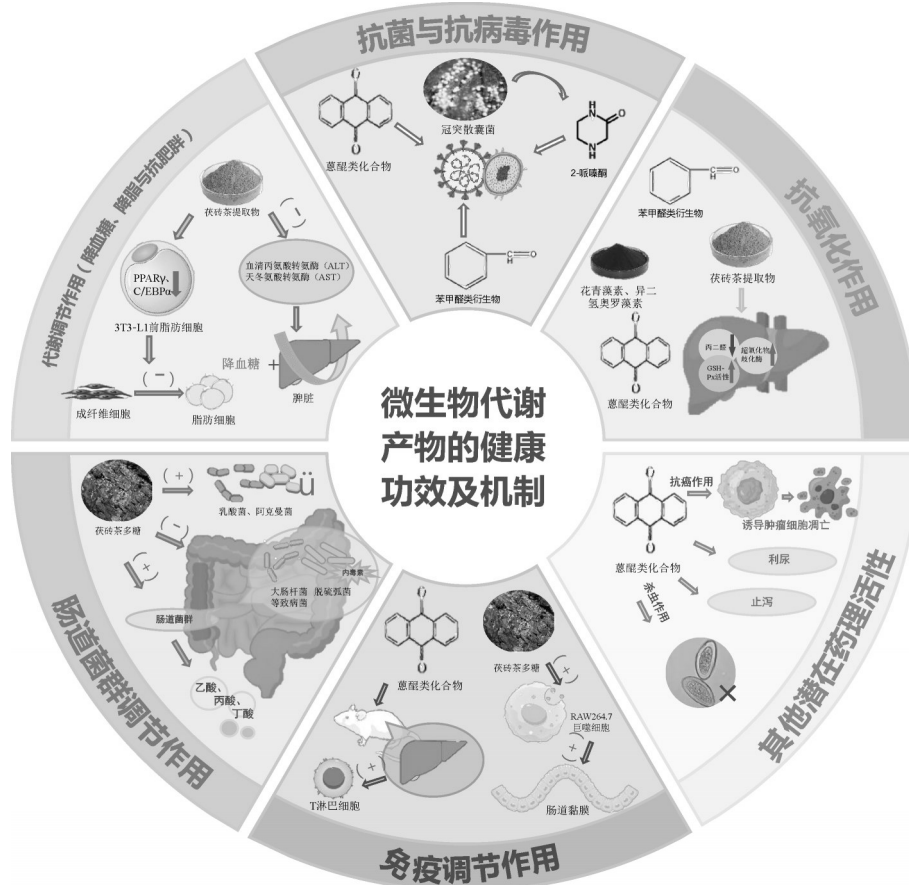 抗菌与抗病毒作用
O
O
蒽醌类化合物
冠突散囊菌
H
N
O
N
H
2-哌嗪酮
H
C
O
苯甲醛类衍生物
抗氧化作用
H
C
O
苯甲醛类衍生物
花青藻素、异二
氢奥罗藻素
茯砖茶提取物
O
O
蒽醌类化合物
丙二醛
超氧化物
歧化酶
GSH-
Px活性
其他潜在药理活性
O
O
蒽醌类化合物
抗癌作用
诱导肿瘤细胞凋亡
利尿
止泻
杀虫作用
免疫调节作用
O
O
蒽醌类化合物
T淋巴细胞
(+)
茯砖茶多糖
(+)
RAW264.7
巨噬细胞
(+)
肠道黏膜
肠道菌群调节作用
茯砖茶多糖
(+)
乳酸菌、阿克曼菌
ü
(-)
(+)
内毒素
大肠杆菌 脱硫弧菌
等致病菌
肠道菌群
乙酸、
丙酸、
丁酸
代谢调节作用(降血糖、降脂与抗肥胖)
茯砖茶提取物
(-)
PPARγ、
C/EBPα
3T3-L1前脂肪细胞
(-)
成纤维细胞
脂肪细胞
血清丙氨酸转氨酶(ALT)
天冬氨酸转氨酶(AST)
降血糖 +
脾脏
微生物代谢
产物的健康
功效及机制